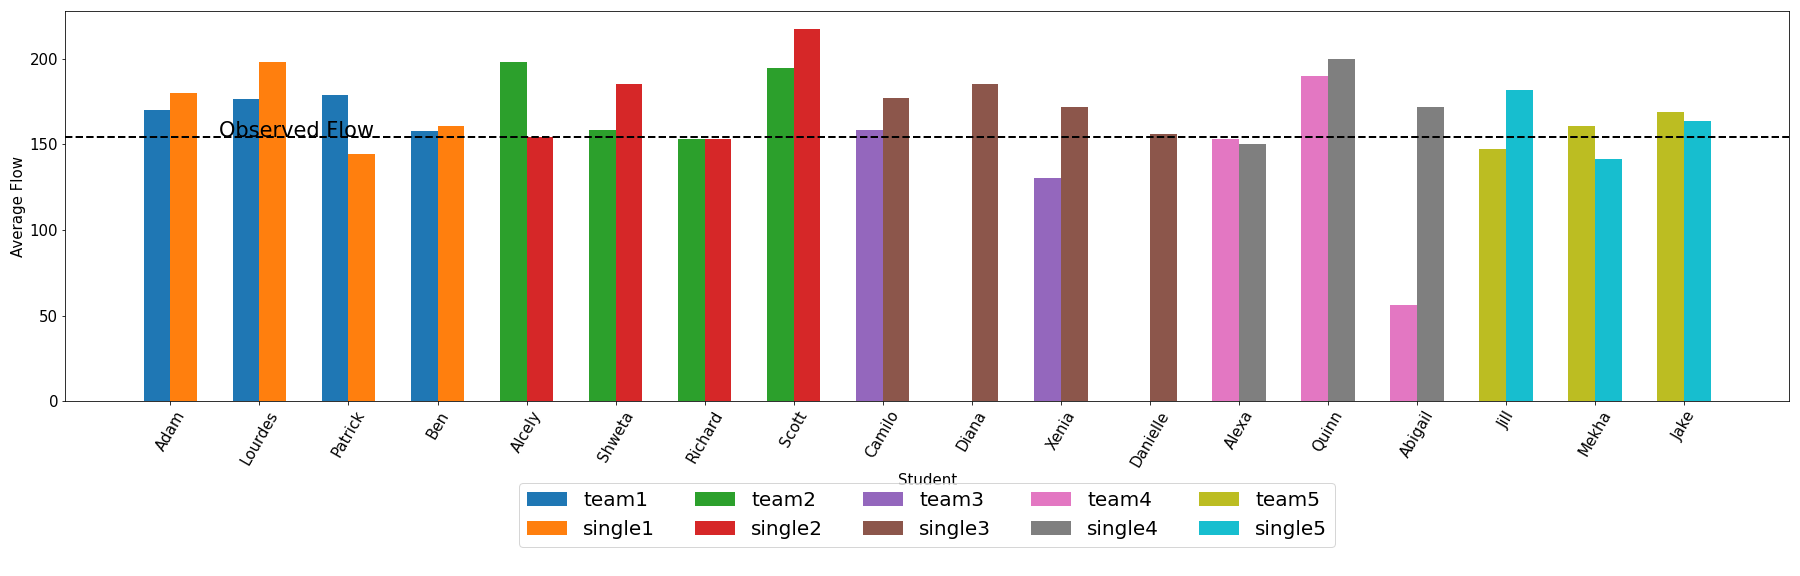 200
150
100
50
0
Average Flow
Observed Flow
Adam
Lourdes
Patrick
Ben
Alcely
Shweta
Richard
Scott
Camilo
Diana
Xenia
Danielle
Alexa
Quinn
Abigail
Jill
Mekha
Jake
Student
team1 team2 team3 team4 team5
single1 single2 single3 single4 single5